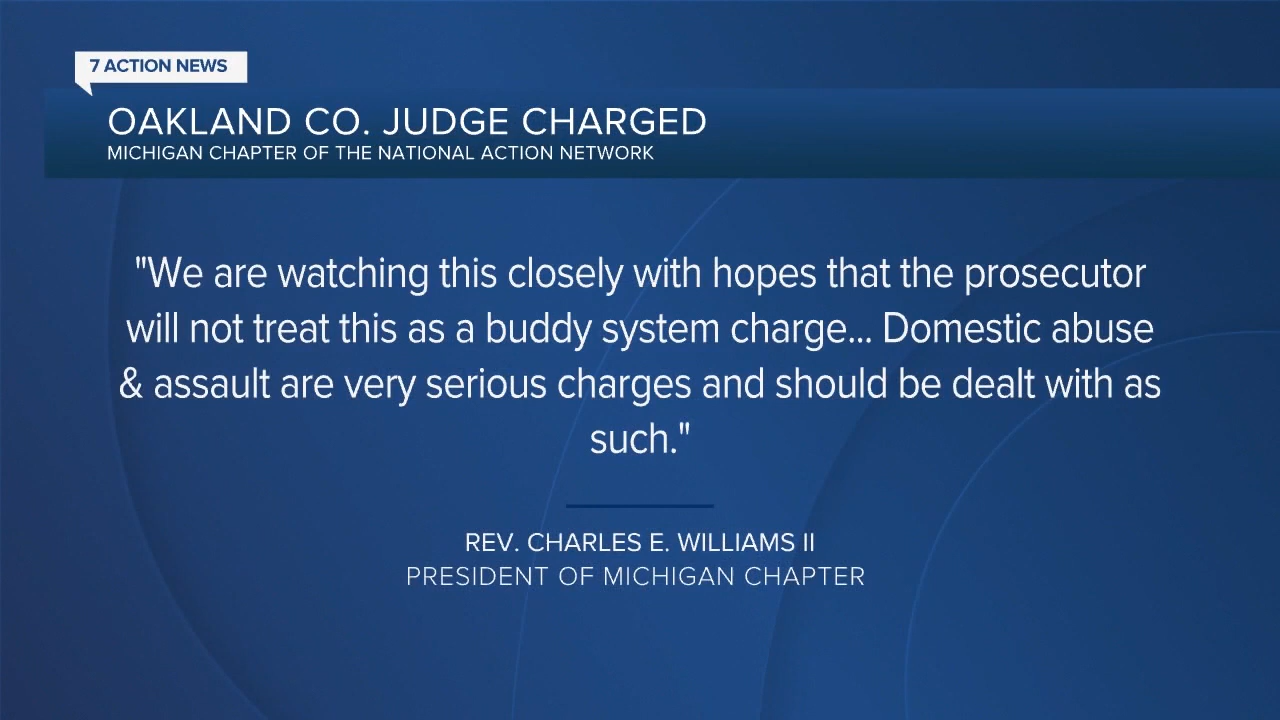 7 ACTION NEWS
OAKLAND CO. JUDGE CHARGED
MICHIGAN CHAPTER OF THE NATIONAL ACTION NETWORK
"We are watching this closely with hopes that the prosecutor
will not treat this as a buddy system charge... Domestic abuse
& assault are very serious charges and should be dealt with as
such."
REV. CHARLES E. WILLIAMS II
PRESIDENT OF MICHIGAN CHAPTER